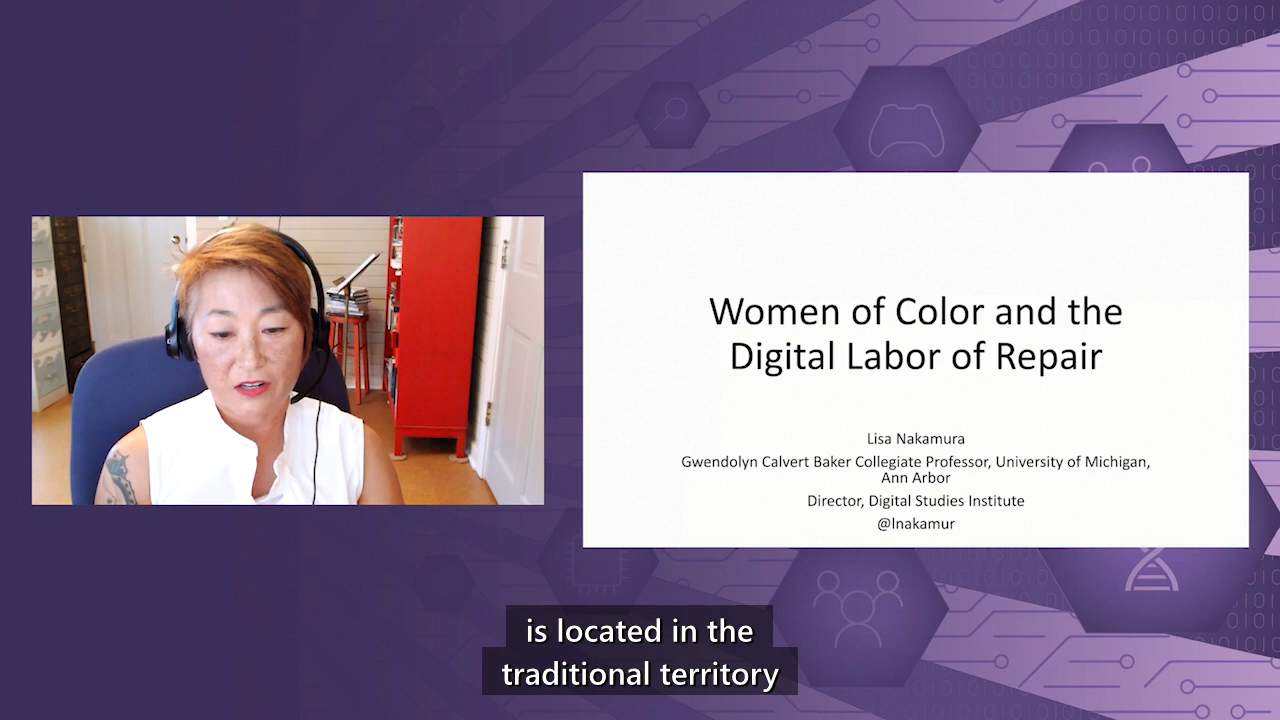 Women of Color and the
Digital Labor of Repair
Lisa Nakamura
Gwendolyn Calvert Baker Collegiate Professor, University of Michigan,
Ann Arbor
Director, Digital Studies Institute
@lnakamur
is located in the
traditional territory